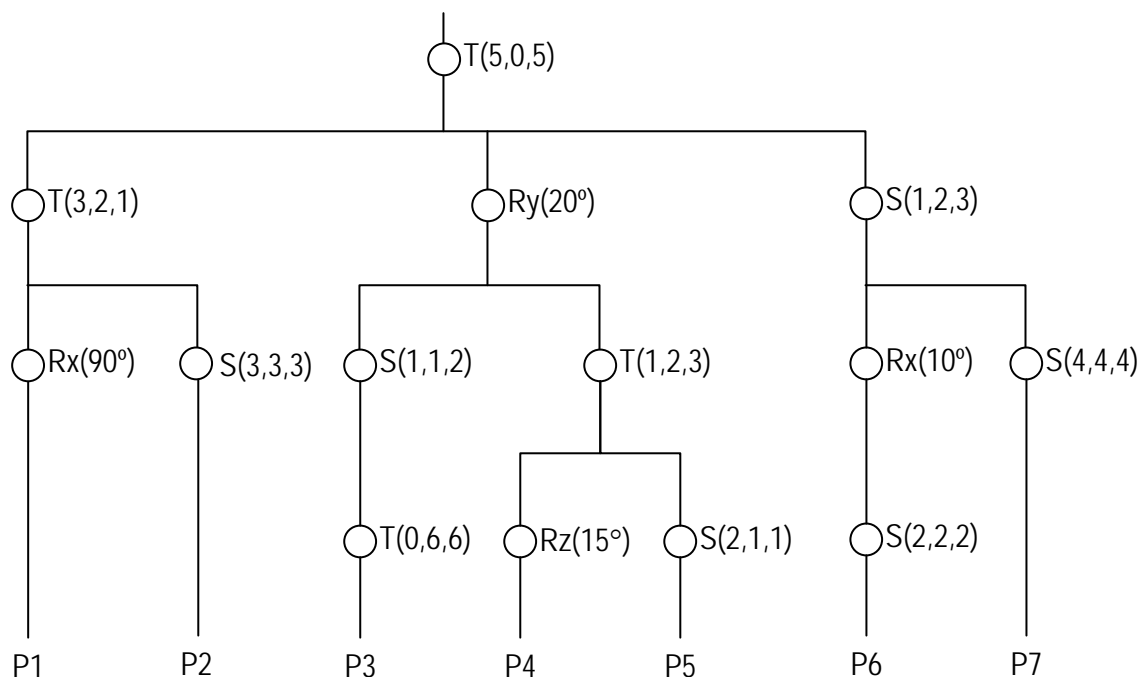 T(5,0,5)
T(3,2,1)
Ry(20º)
S(1,2,3)
Rx(90º)
S(3,3,3)
S(1,1,2)
T(1,2,3)
Rx(10º)
S(4,4,4)
T(0,6,6)
Rz(15°)
S(2,1,1)
S(2,2,2)
P1
P2
P3
P4
P5
P6
P7